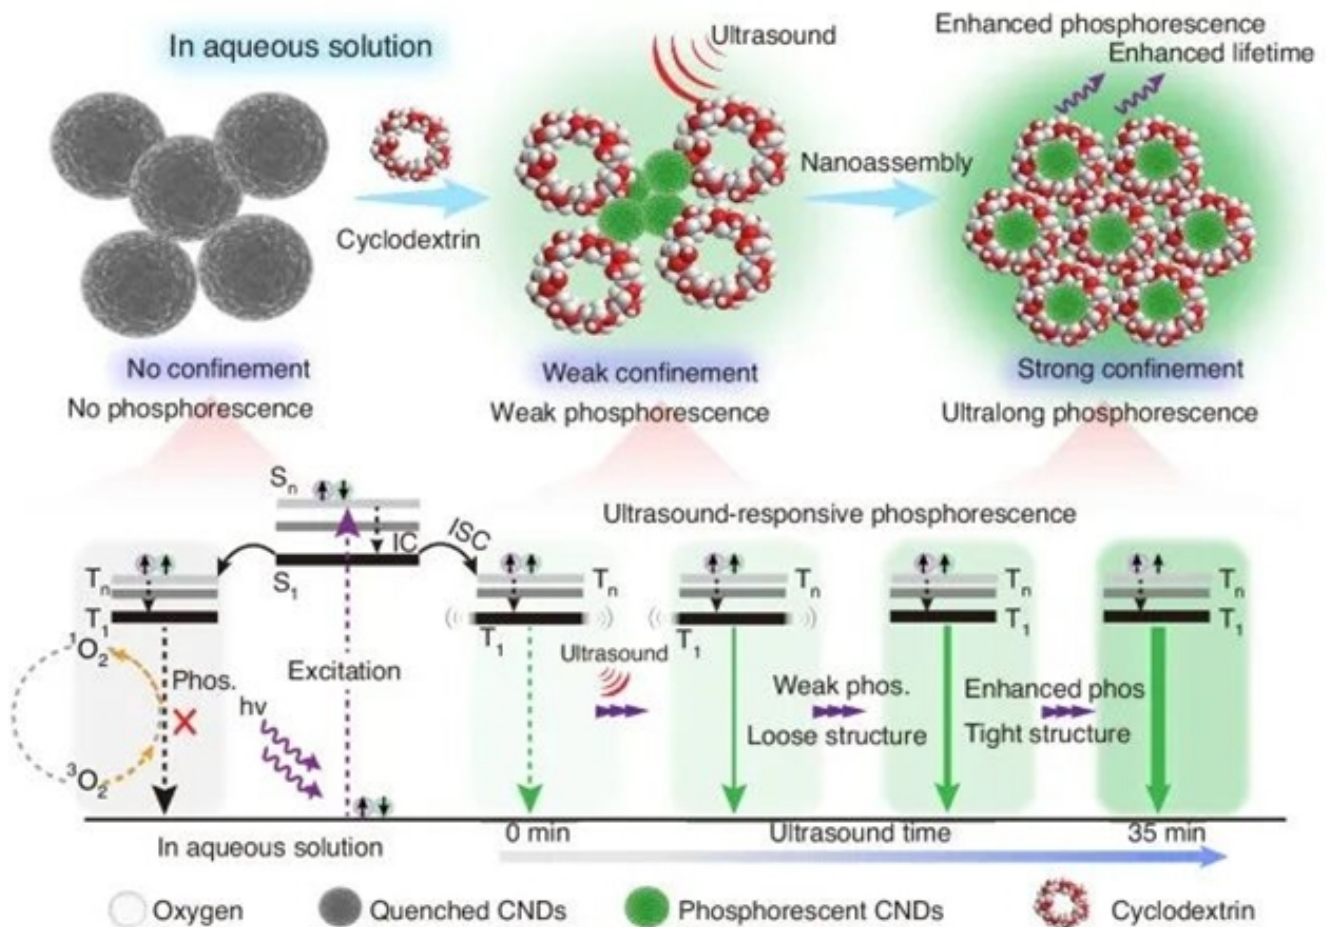 In aqueous solution
Cyclodextrin
Ultrasound
Nanoassembly
Enhanced phosphorescence
Enhanced lifetime
No confinement
No phosphorescence
Weak confinement
Weak phosphorescence
Strong confinement
Ultralong phosphorescence
Sn
IC
ISC
S1
Tn
T1
1O2
3O2
Phos.
hv
Excitation
Ultrasound-responsive phosphorescence
Tn
T1
Ultrasound
Tn
T1
Weak phos.
Loose structure
Tn
T1
Enhanced phos
Tight structure
Tn
T1
In aqueous solution
0 min
Ultrasound time
35 min
Oxygen
Quenched CNDs
Phosphorescent CNDs
Cyclodextrin